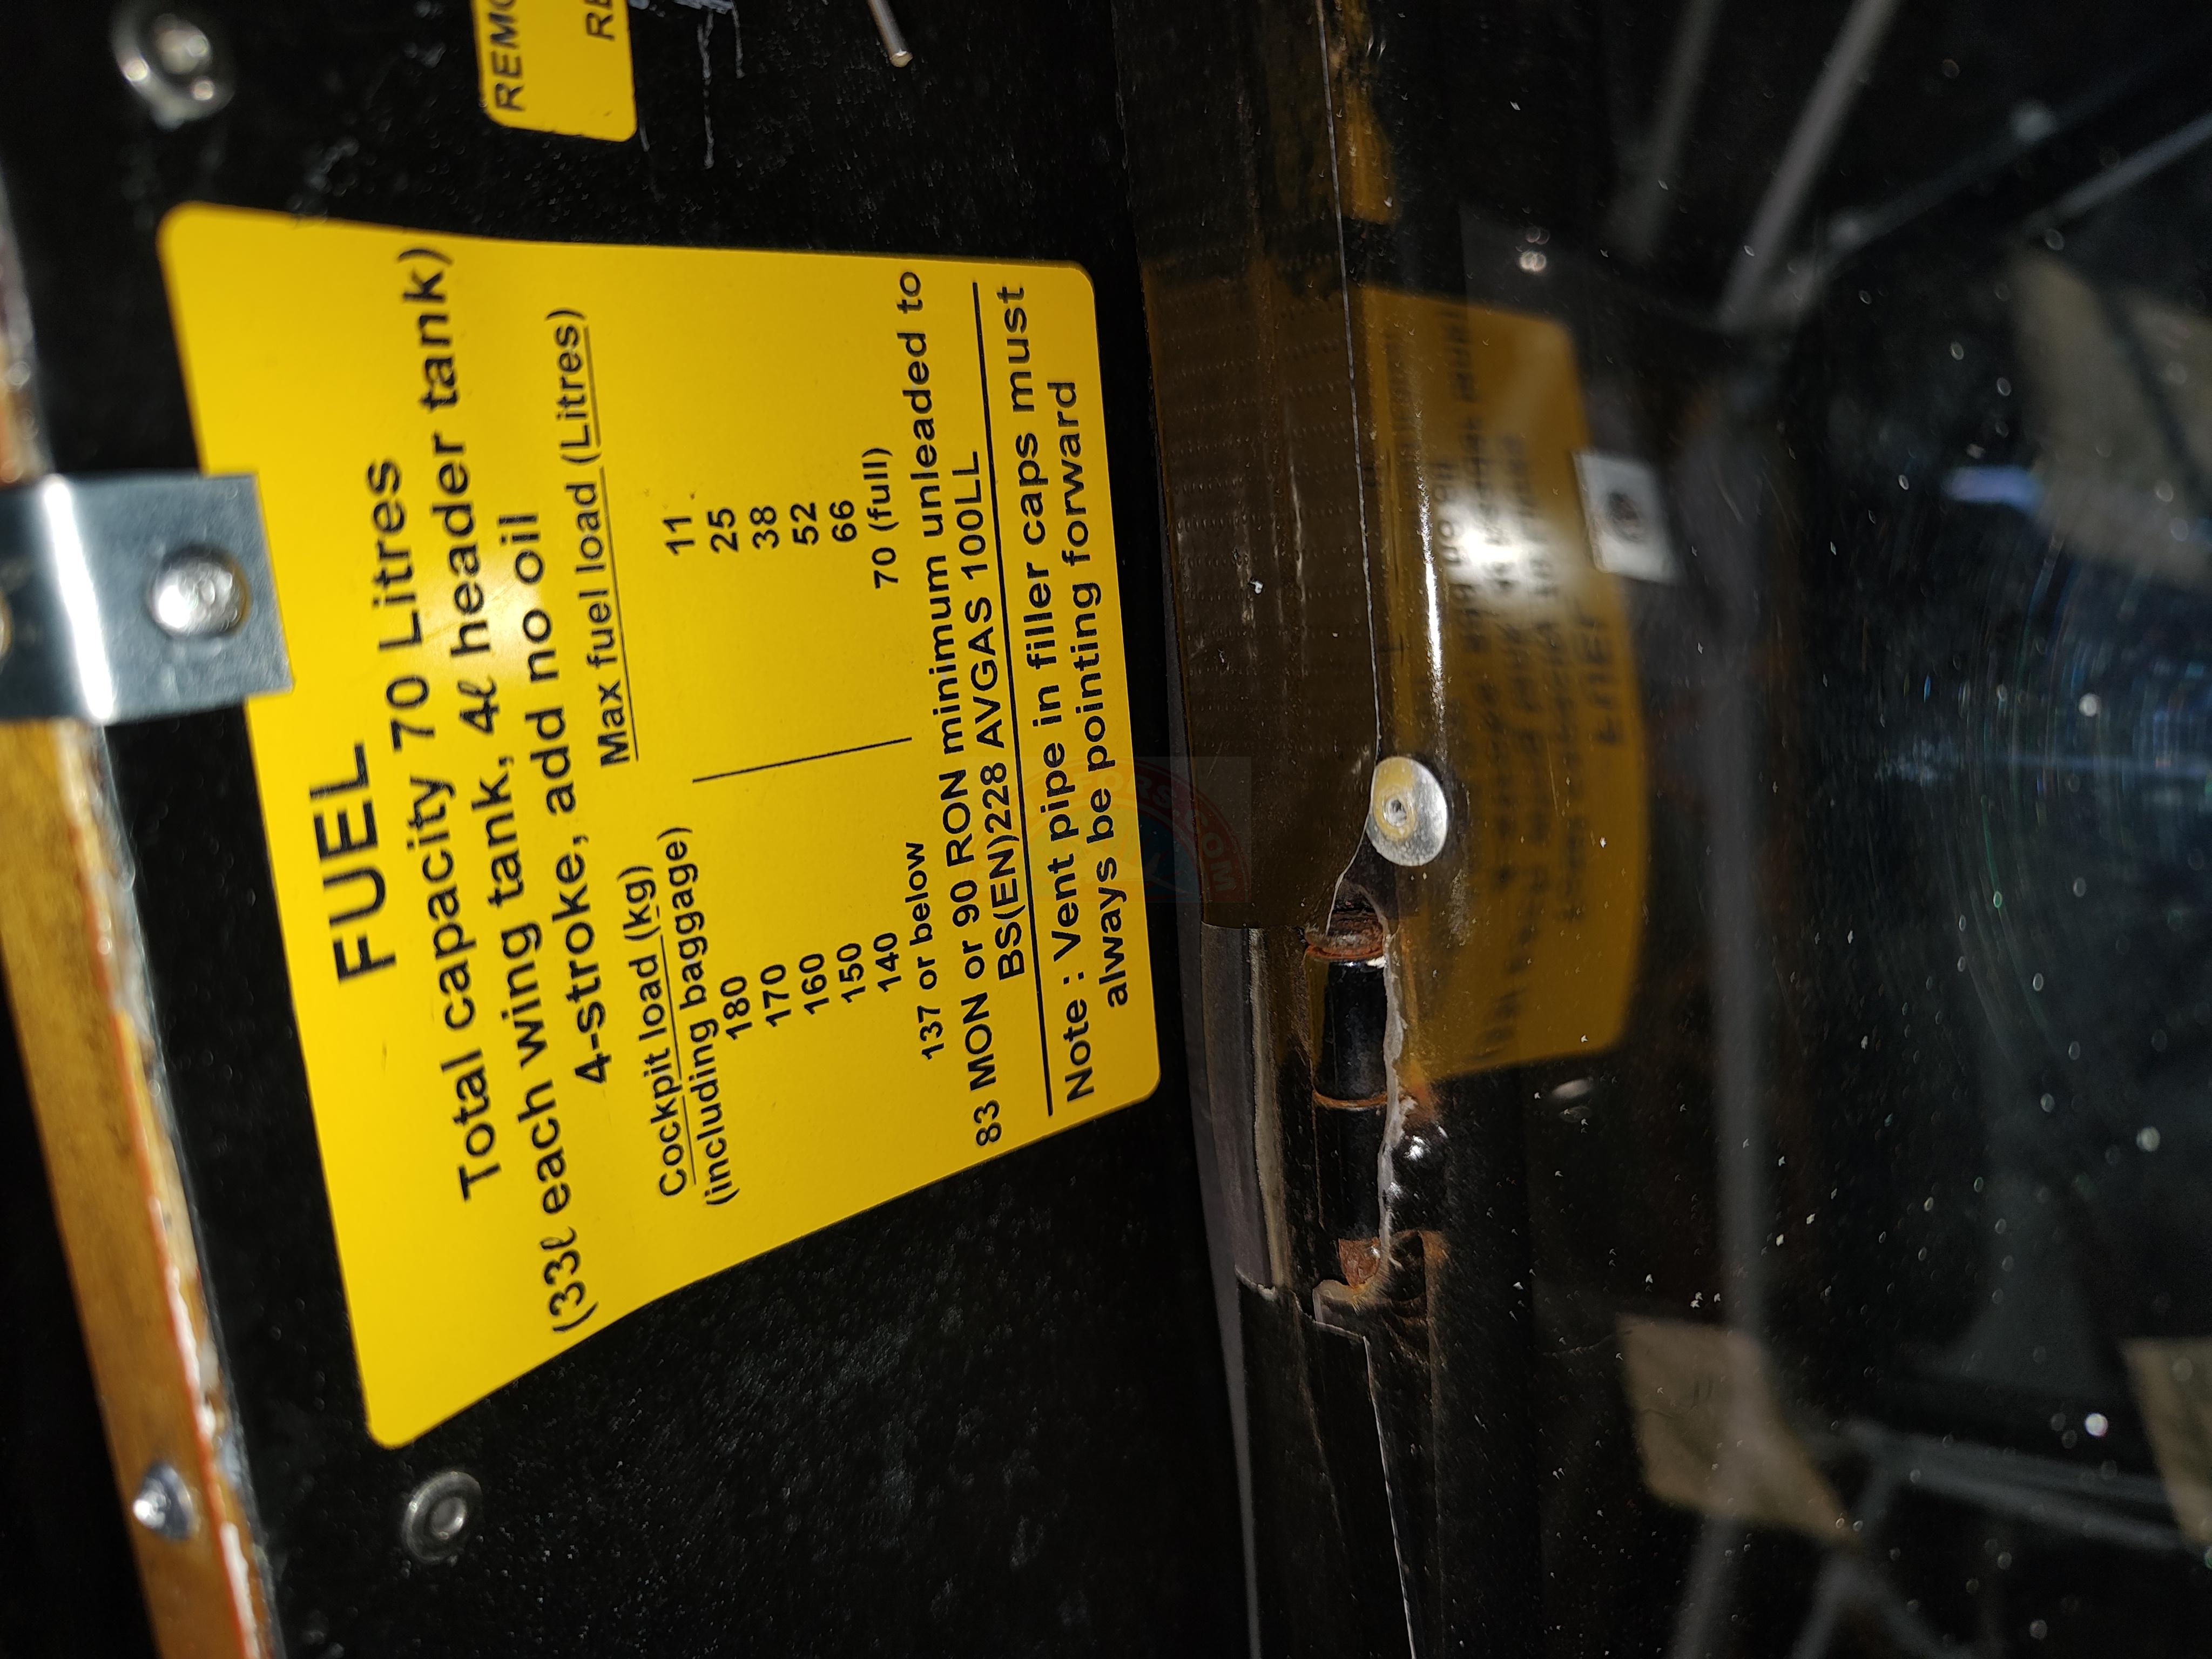 FUEL
Total capacity 70 Litres
(33ℓ each wing tank, 4ℓ header tank)
4-stroke, add no oil
Cockpit load (kg) Max fuel load (Litres)
(including baggage)
180 11
170 25
160 38
150 52
140 66
137 or below 70 (full)
83 MON or 90 RON minimum unleaded to
BS(EN)228 AVGAS 100LL
Note : Vent pipe in filler caps must
always be pointing forward